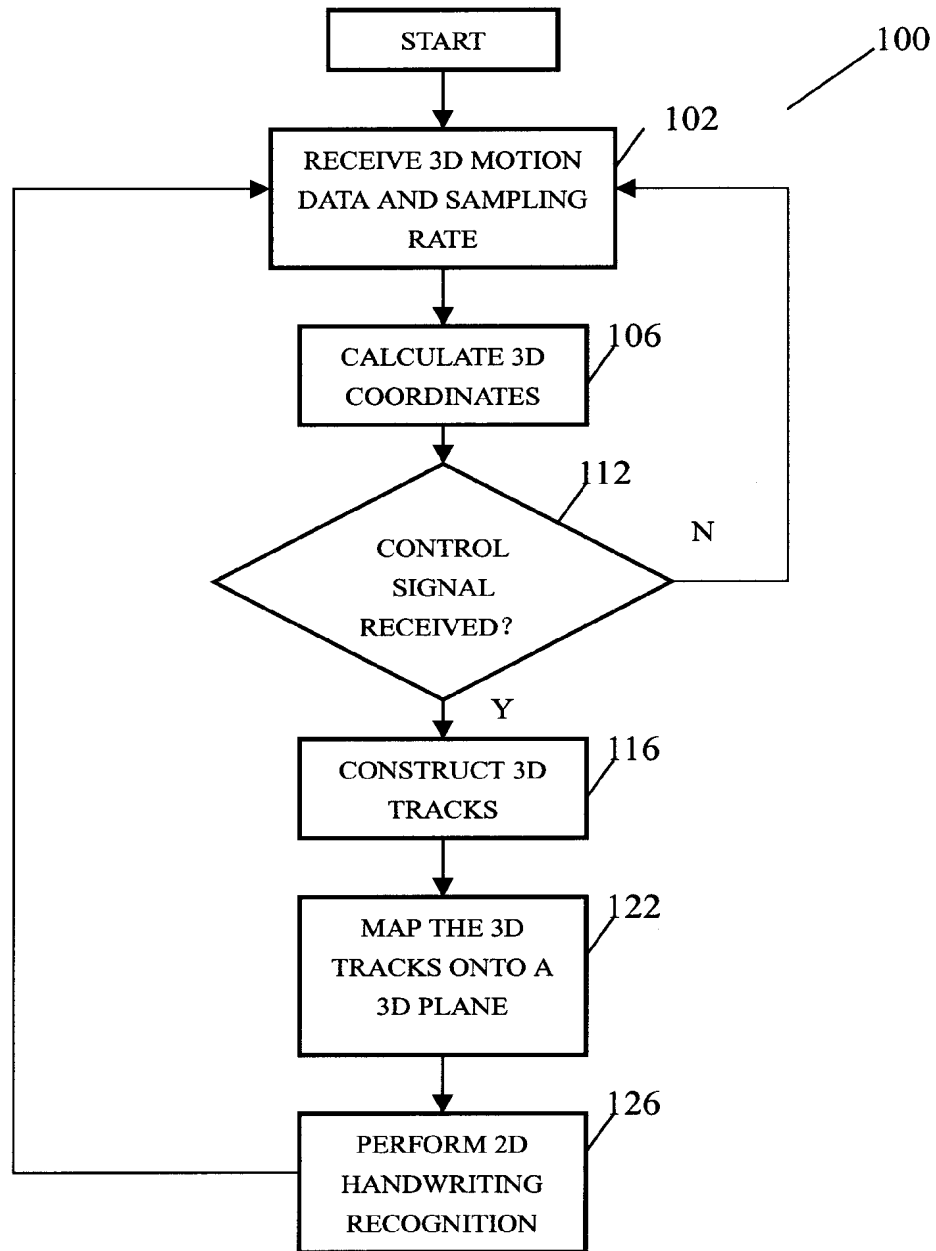 START
100
102
RECEIVE 3D MOTION
DATA AND SAMPLING
RATE
106
CALCULATE 3D
COORDINATES
112
N
CONTROL
SIGNAL
RECEIVED?
Y
116
CONSTRUCT 3D
TRACKS
122
MAP THE 3D
TRACKS ONTO A
3D PLANE
126
PERFORM 2D
HANDWRITING
RECOGNITION